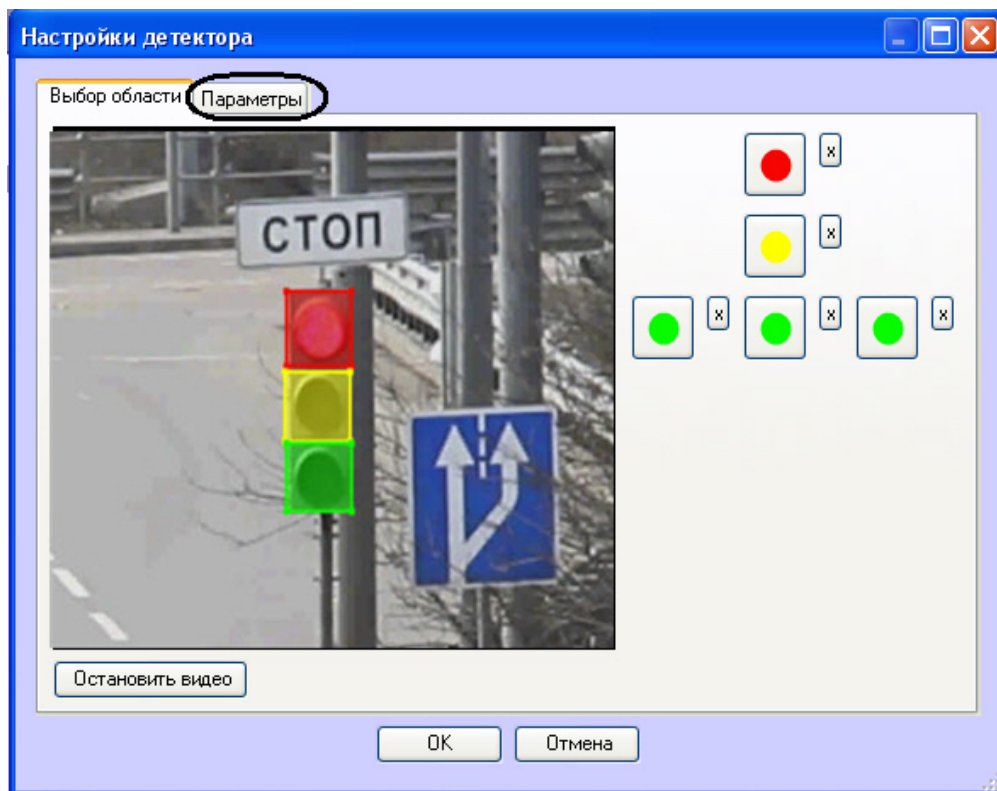 Настройки детектора
Выбор области
Параметры
СТОП
x
x
x
x
x
Остановить видео
OK
Отмена